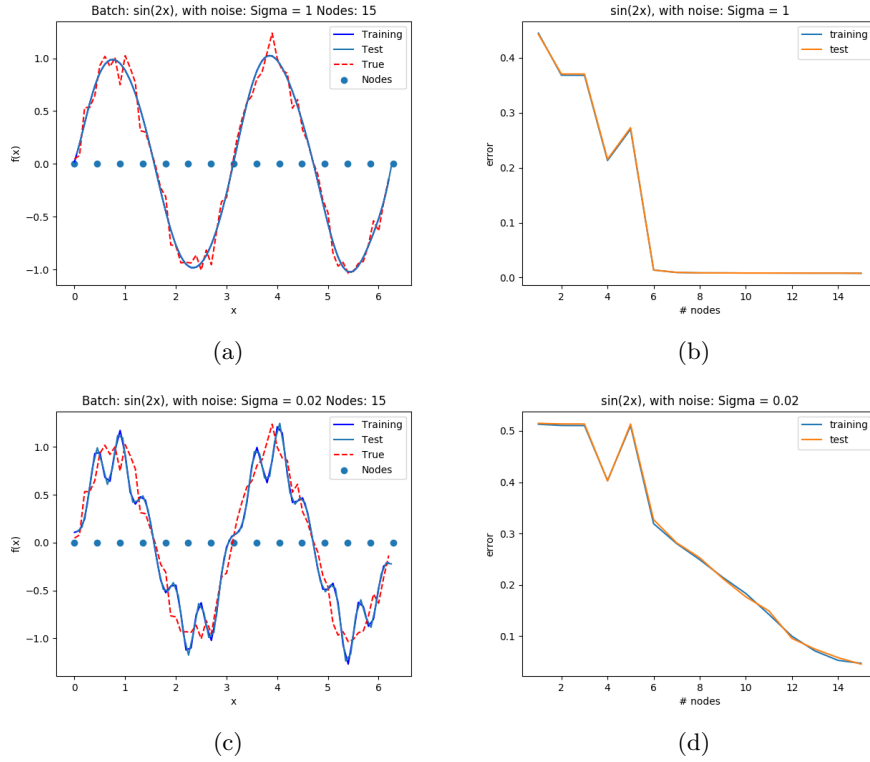 Batch: sin(2x), with noise: Sigma = 1 Nodes: 15
Training
Test
True
Nodes
f(x)
1.0
0.5
0.0
−0.5
−1.0
0 1 2 3 4 5 6
x
(a)
sin(2x), with noise: Sigma = 1
training
test
error
0.4
0.3
0.2
0.1
0.0
2 4 6 8 10 12 14
# nodes
(b)
Batch: sin(2x), with noise: Sigma = 0.02 Nodes: 15
Training
Test
True
Nodes
f(x)
1.0
0.5
0.0
−0.5
−1.0
0 1 2 3 4 5 6
x
(c)
sin(2x), with noise: Sigma = 0.02
training
test
error
0.5
0.4
0.3
0.2
0.1
2 4 6 8 10 12 14
# nodes
(d)